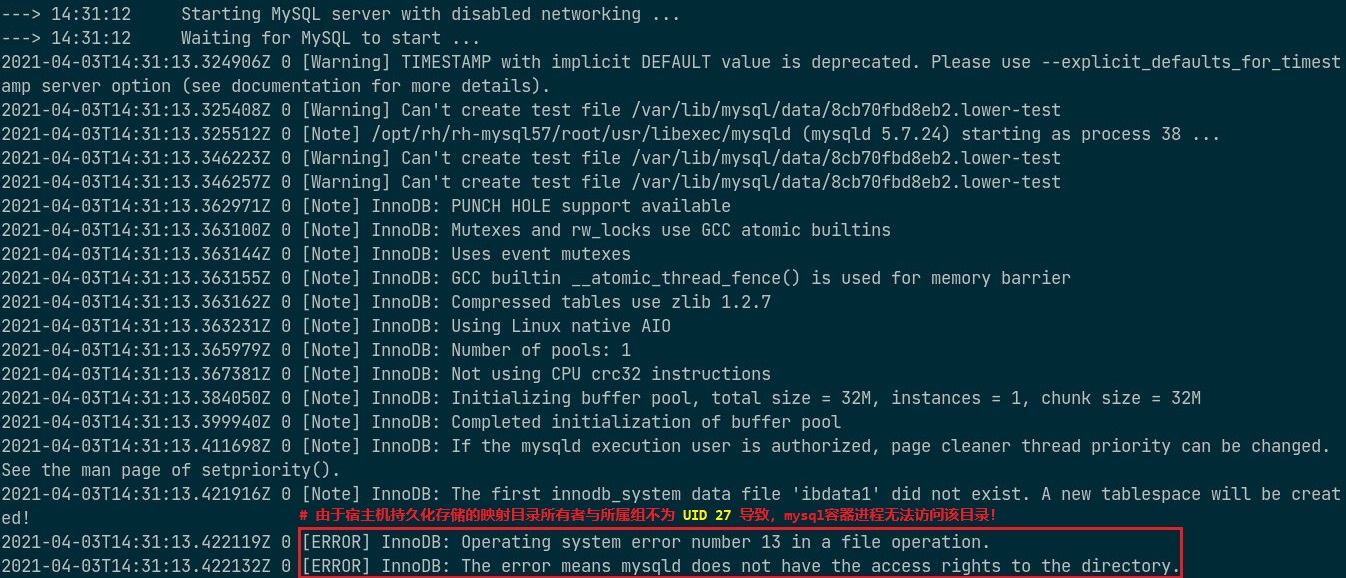 ---> 14:31:12     Starting MySQL server with disabled networking ...
---> 14:31:12     Waiting for MySQL to start ...
2021-04-03T14:31:13.324906Z 0 [Warning] TIMESTAMP with implicit DEFAULT value is deprecated. Please use --explicit_defaults_for_timest
amp server option (see documentation for more details).
2021-04-03T14:31:13.325408Z 0 [Warning] Can't create test file /var/lib/mysql/data/8cb70fbd8eb2.lower-test
2021-04-03T14:31:13.325512Z 0 [Note] /opt/rh/rh-mysql57/root/usr/libexec/mysqld (mysqld 5.7.24) starting as process 38 ...
2021-04-03T14:31:13.346223Z 0 [Warning] Can't create test file /var/lib/mysql/data/8cb70fbd8eb2.lower-test
2021-04-03T14:31:13.346257Z 0 [Warning] Can't create test file /var/lib/mysql/data/8cb70fbd8eb2.lower-test
2021-04-03T14:31:13.362971Z 0 [Note] InnoDB: PUNCH HOLE support available
2021-04-03T14:31:13.363100Z 0 [Note] InnoDB: Mutexes and rw_locks use GCC atomic builtins
2021-04-03T14:31:13.363144Z 0 [Note] InnoDB: Uses event mutexes
2021-04-03T14:31:13.363155Z 0 [Note] InnoDB: GCC builtin __atomic_thread_fence() is used for memory barrier
2021-04-03T14:31:13.363162Z 0 [Note] InnoDB: Compressed tables use zlib 1.2.7
2021-04-03T14:31:13.363231Z 0 [Note] InnoDB: Using Linux native AIO
2021-04-03T14:31:13.365979Z 0 [Note] InnoDB: Number of pools: 1
2021-04-03T14:31:13.367381Z 0 [Note] InnoDB: Not using CPU crc32 instructions
2021-04-03T14:31:13.384050Z 0 [Note] InnoDB: Initializing buffer pool, total size = 32M, instances = 1, chunk size = 32M
2021-04-03T14:31:13.399940Z 0 [Note] InnoDB: Completed initialization of buffer pool
2021-04-03T14:31:13.411698Z 0 [Note] InnoDB: If the mysqld execution user is authorized, page cleaner thread priority can be changed.
See the man page of setpriority().
2021-04-03T14:31:13.421916Z 0 [Note] InnoDB: The first innodb_system data file 'ibdata1' did not exist. A new tablespace will be creat
ed!
# 由于宿主机持久化存储的映射目录所有者与所属组不为 UID 27 导致，mysql容器进程无法访问该目录！
2021-04-03T14:31:13.422119Z 0 [ERROR] InnoDB: Operating system error number 13 in a file operation.
2021-04-03T14:31:13.422132Z 0 [ERROR] InnoDB: The error means mysqld does not have the access rights to the directory.